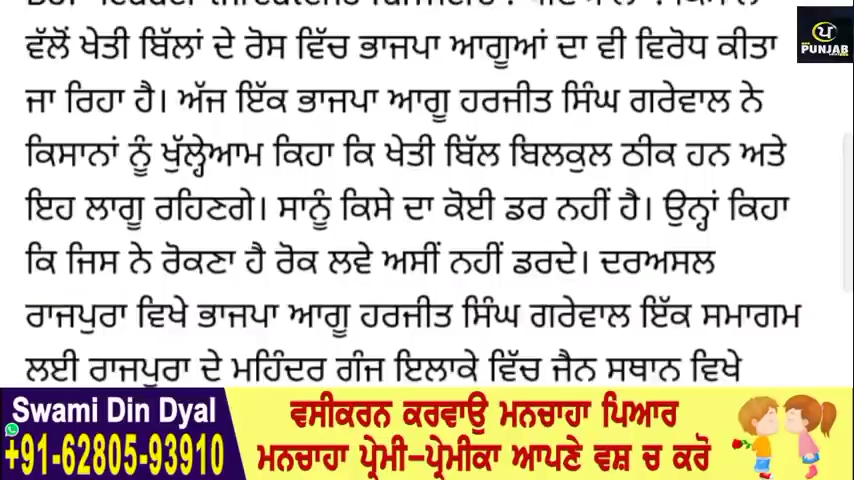 ਵੱਲੋਂ ਖੇਤੀ ਬਿੱਲਾਂ ਦੇ ਰੋਸ ਵਿੱਚ ਭਾਜਪਾ ਆਗੂਆਂ ਦਾ ਵੀ ਵਿਰੋਧ ਕੀਤਾ
ਜਾ ਰਿਹਾ ਹੈ। ਅੱਜ ਇੱਕ ਭਾਜਪਾ ਆਗੂ ਹਰਜੀਤ ਸਿੰਘ ਗਰੇਵਾਲ ਨੇ
ਕਿਸਾਨਾਂ ਨੂੰ ਖੁੱਲ੍ਹੇਆਮ ਕਿਹਾ ਕਿ ਖੇਤੀ ਬਿੱਲ ਬਿਲਕੁਲ ਠੀਕ ਹਨ ਅਤੇ
ਇਹ ਲਾਗੂ ਰਹਿਣਗੇ। ਸਾਨੂੰ ਕਿਸੇ ਦਾ ਕੋਈ ਡਰ ਨਹੀਂ ਹੈ। ਉਨ੍ਹਾਂ ਕਿਹਾ
ਕਿ ਜਿਸ ਨੇ ਰੋਕਣਾ ਹੈ ਰੋਕ ਲਵੇ ਅਸੀਂ ਨਹੀਂ ਡਰਦੇ। ਦਰਅਸਲ
ਰਾਜਪੁਰਾ ਵਿਖੇ ਭਾਜਪਾ ਆਗੂ ਹਰਜੀਤ ਸਿੰਘ ਗਰੇਵਾਲ ਇੱਕ ਸਮਾਗਮ
ਲਈ ਰਾਜਪੁਰਾ ਦੇ ਮਹਿੰਦਰ ਗੰਜ ਇਲਾਕੇ ਵਿੱਚ ਜੈਨ ਸਥਾਨ ਵਿਖੇ
ਪ
PUNJAB
Swami Din Dyal
+91-62805-93910
ਵਸੀਕਰਨ ਕਰਵਾਉ ਮਨਚਾਹਾ ਪਿਆਰ
ਮਨਚਾਹਾ ਪ੍ਰੇਮੀ-ਪ੍ਰੇਮੀਕਾ ਆਪਣੇ ਵਸ਼ ਚ ਕਰੋ